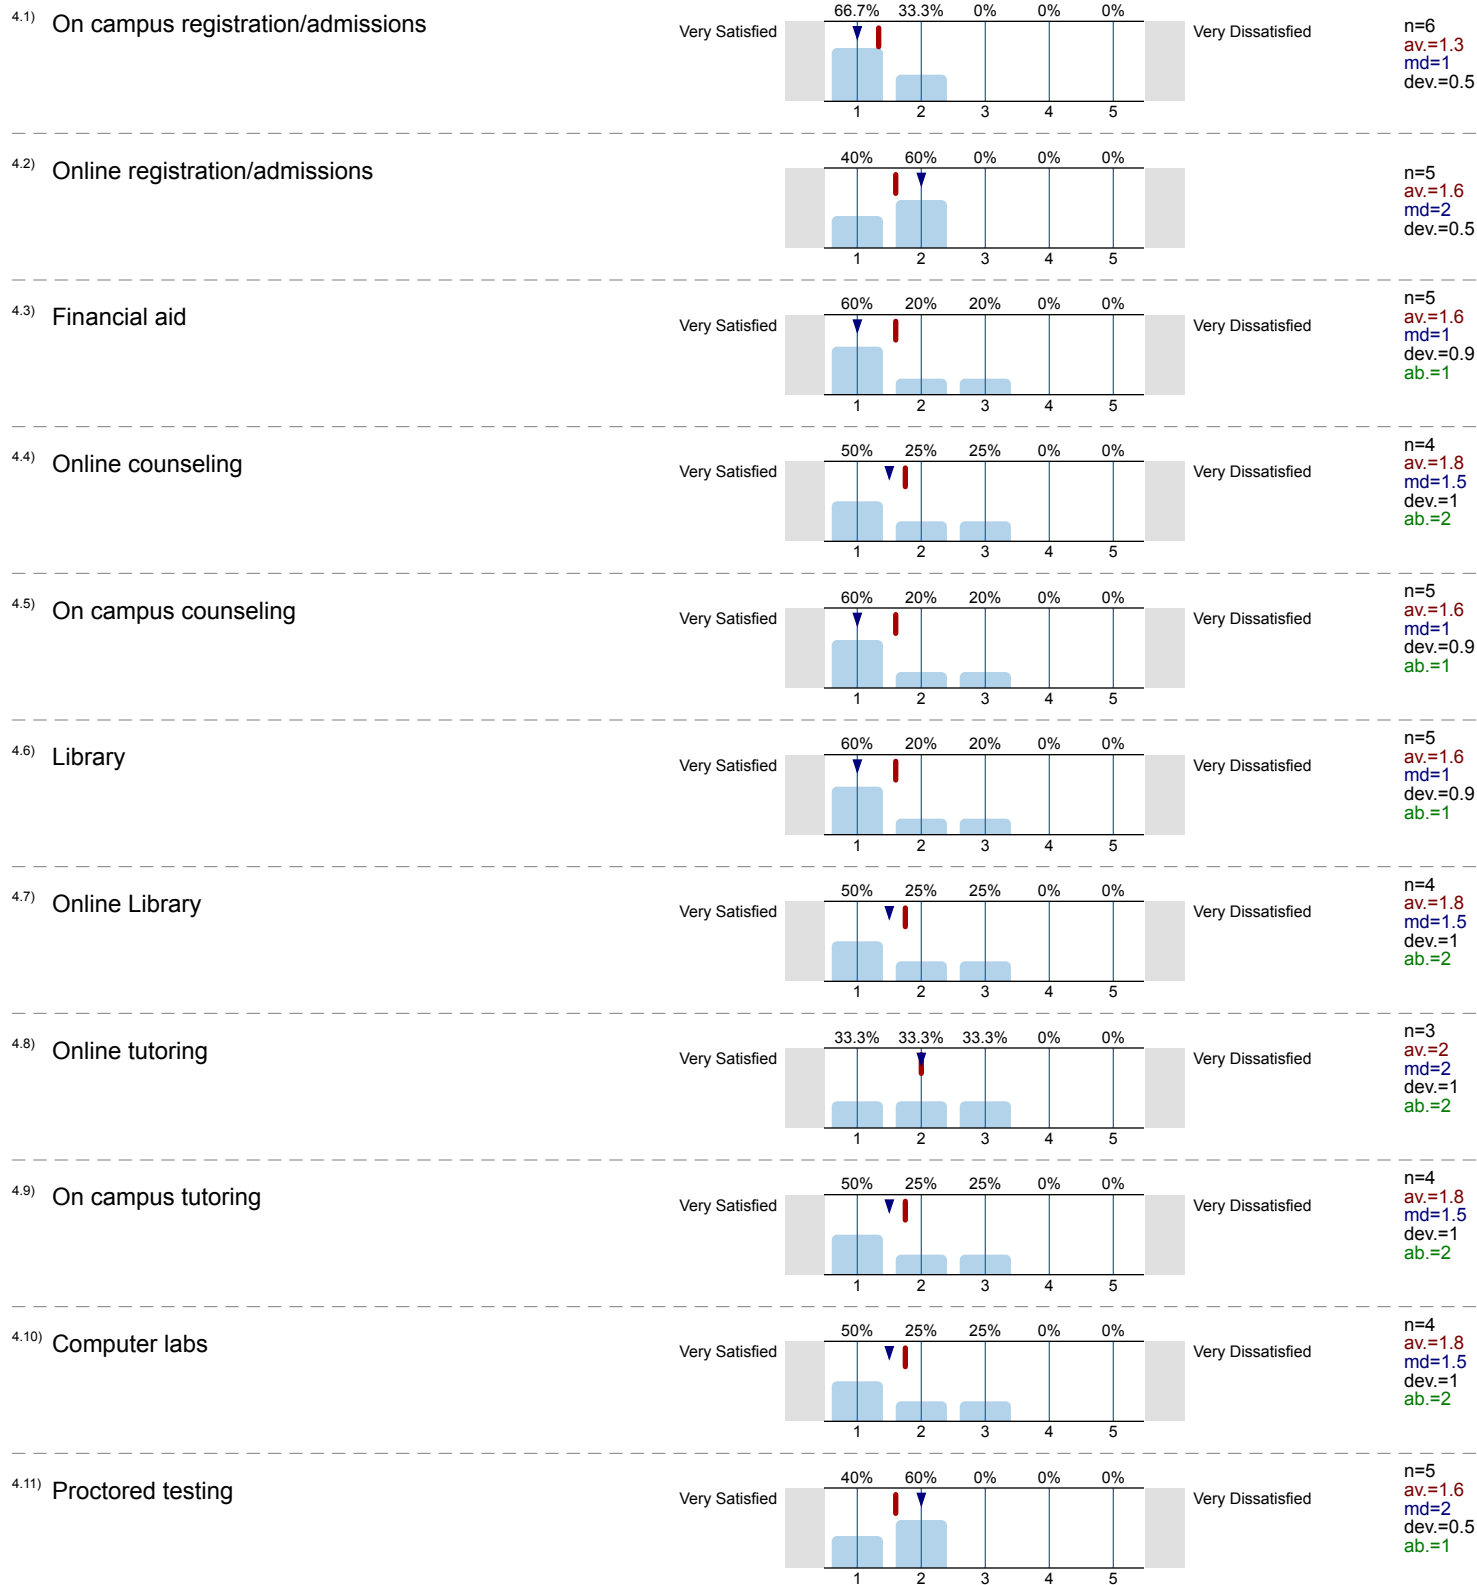 4.1) On campus registration/admissions
66.7% 33.3% 0% 0% 0%
Very Satisfied Very Dissatisfied
1 2 3 4 5
n=6
av.=1.3
md=1
dev.=0.5
4.2) Online registration/admissions
40% 60% 0% 0% 0%
1 2 3 4 5
n=5
av.=1.6
md=2
dev.=0.5
4.3) Financial aid
60% 20% 20% 0% 0%
Very Satisfied Very Dissatisfied
1 2 3 4 5
n=5
av.=1.6
md=1
dev.=0.9
ab.=1
4.4) Online counseling
50% 25% 25% 0% 0%
Very Satisfied Very Dissatisfied
1 2 3 4 5
n=4
av.=1.8
md=1.5
dev.=1
ab.=2
4.5) On campus counseling
60% 20% 20% 0% 0%
Very Satisfied Very Dissatisfied
1 2 3 4 5
n=5
av.=1.6
md=1
dev.=0.9
ab.=1
4.6) Library
60% 20% 20% 0% 0%
Very Satisfied Very Dissatisfied
1 2 3 4 5
n=5
av.=1.6
md=1
dev.=0.9
ab.=1
4.7) Online Library
50% 25% 25% 0% 0%
Very Satisfied Very Dissatisfied
1 2 3 4 5
n=4
av.=1.8
md=1.5
dev.=1
ab.=2
4.8) Online tutoring
33.3% 33.3% 33.3% 0% 0%
Very Satisfied Very Dissatisfied
1 2 3 4 5
n=3
av.=2
md=2
dev.=1
ab.=2
4.9) On campus tutoring
50% 25% 25% 0% 0%
Very Satisfied Very Dissatisfied
1 2 3 4 5
n=4
av.=1.8
md=1.5
dev.=1
ab.=2
4.10) Computer labs
50% 25% 25% 0% 0%
Very Satisfied Very Dissatisfied
1 2 3 4 5
n=4
av.=1.8
md=1.5
dev.=1
ab.=2
4.11) Proctored testing
40% 60% 0% 0% 0%
Very Satisfied Very Dissatisfied
1 2 3 4 5
n=5
av.=1.6
md=2
dev.=0.5
ab.=1